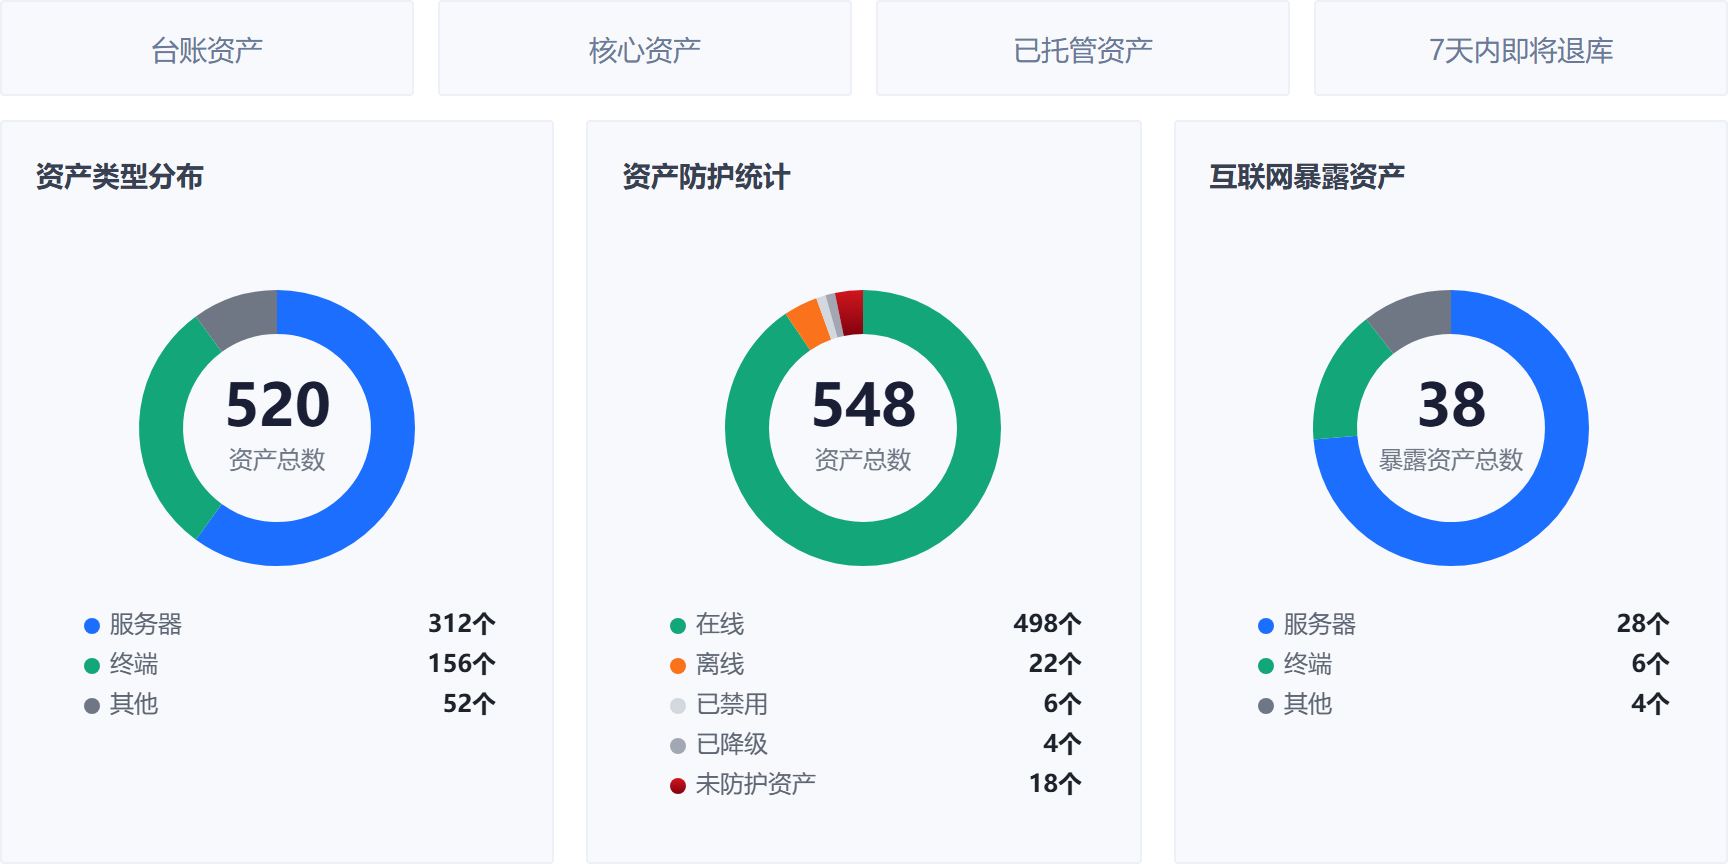 台账资产
核心资产
已托管资产
7天内即将退库
资产类型分布
520
资产总数
服务器 312个
终端 156个
其他 52个
资产防护统计
548
资产总数
在线 498个
离线 22个
已禁用 6个
已降级 4个
未防护资产 18个
互联网暴露资产
38
暴露资产总数
服务器 28个
终端 6个
其他 4个